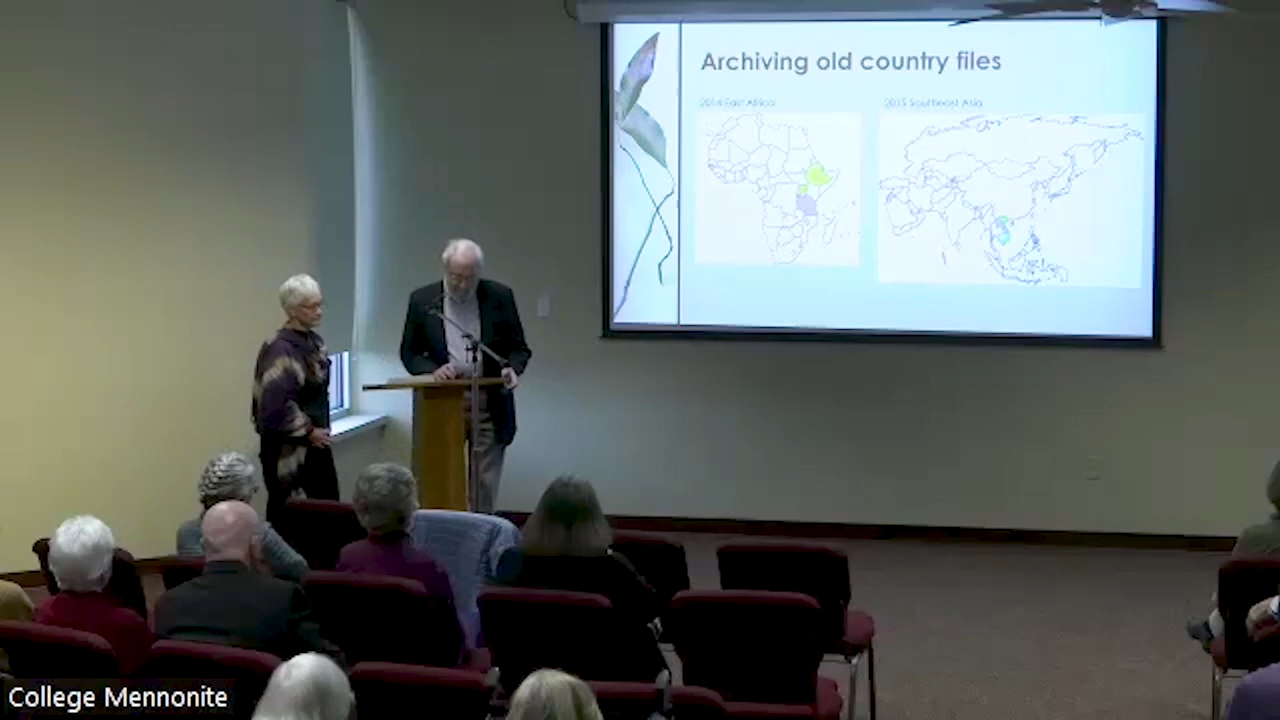 Archiving old country files
2014 East Africa
2015 Southeast Asia
College Mennonite